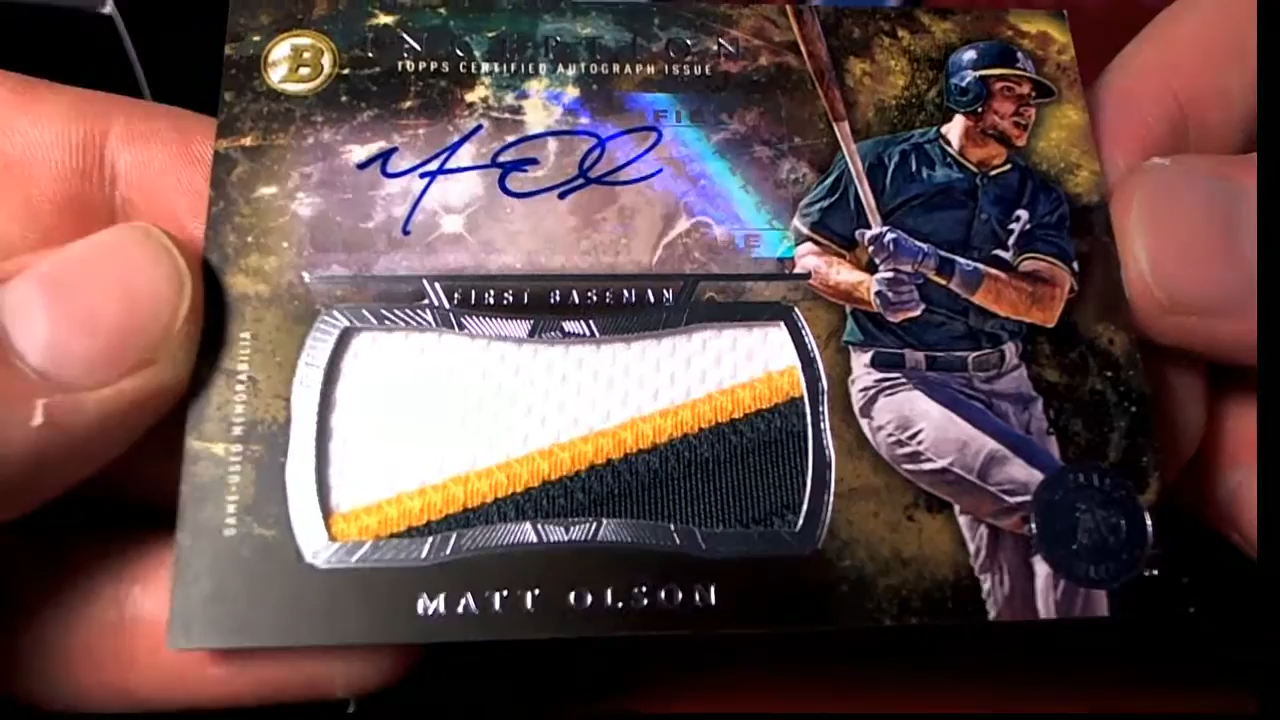 B INCEPTION
TOPPS CERTIFIED AUTOGRAPH ISSUE
FIRST BASEMAN
GAME-USED MEMORABILIA
MATT OLSON